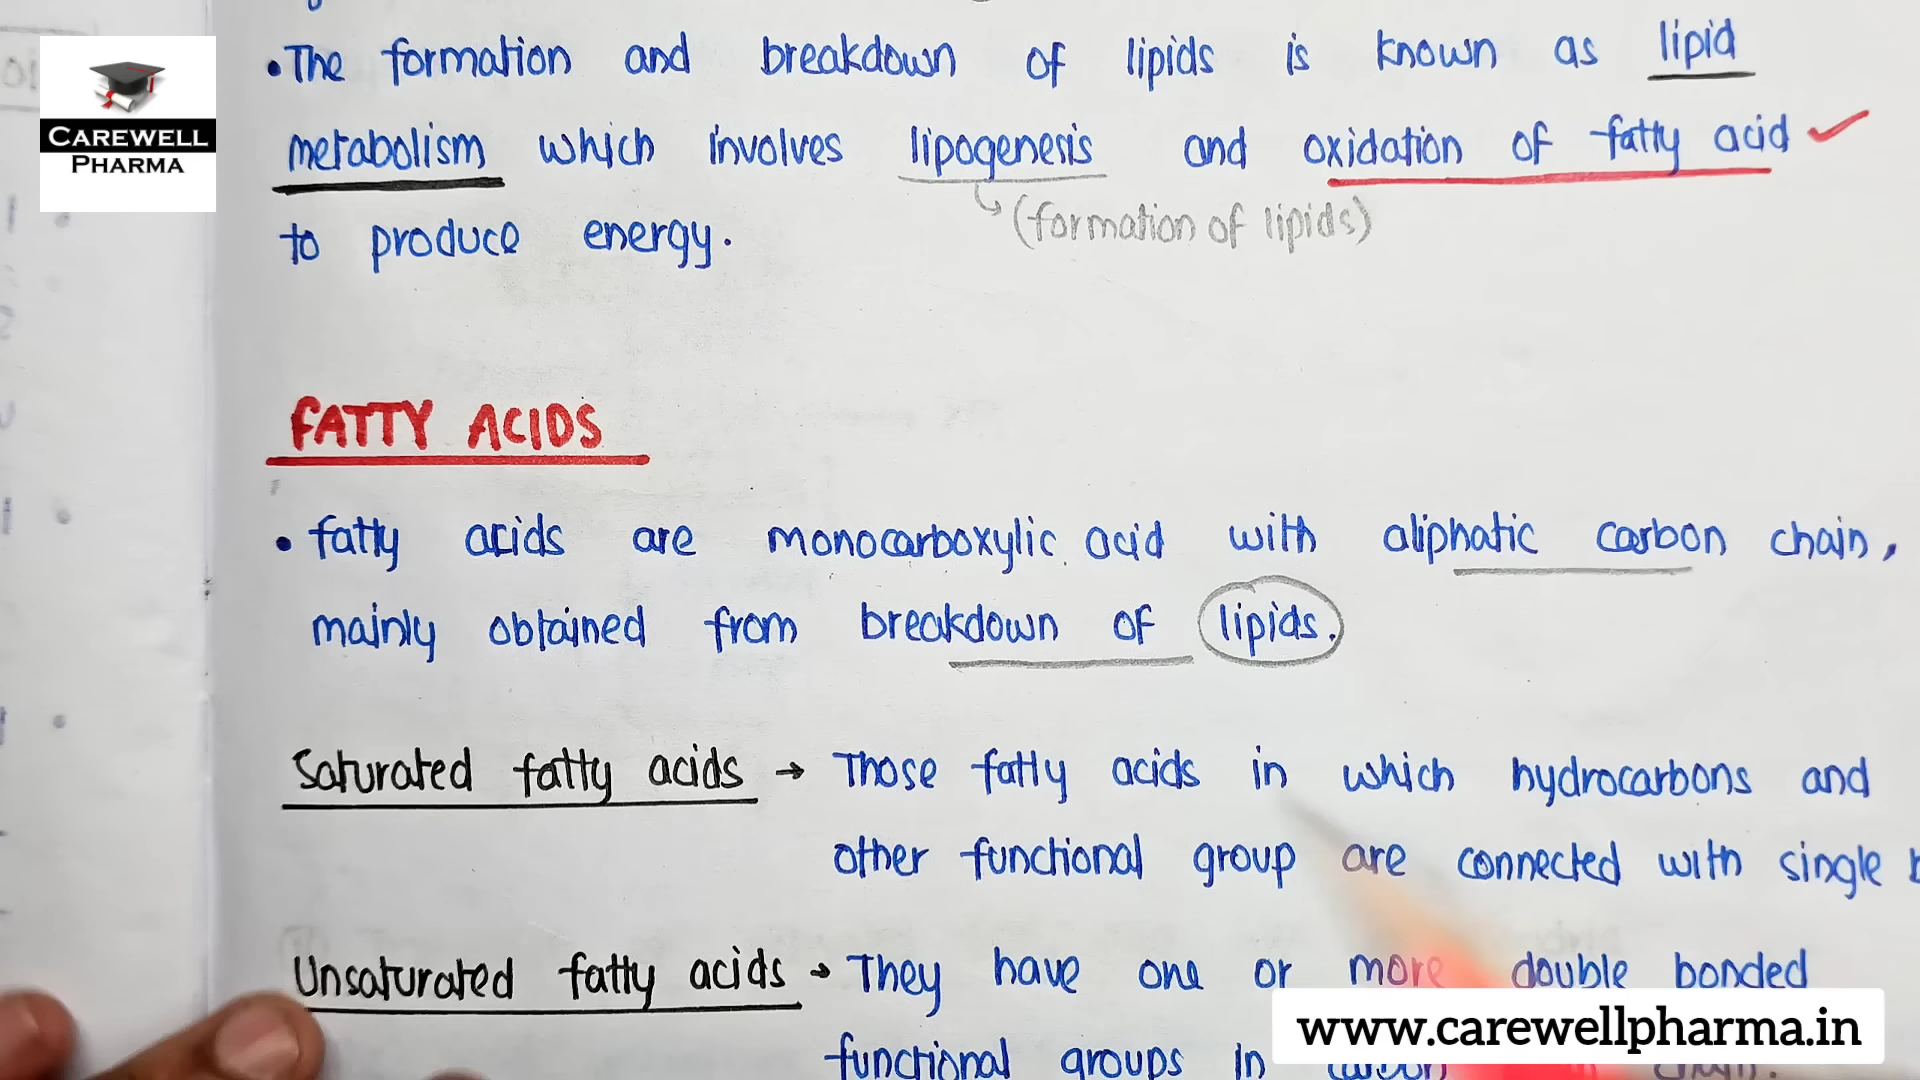 CAREWELL
PHARMA
• The formation and breakdown of lipids is known as lipid
metabolism which involves lipogenesis and oxidation of fatty acid
(formation of lipids)
to produce energy.
FATTY ACIDS
• fatty acids are monocarboxylic acid with aliphatic carbon chain,
mainly obtained from breakdown of lipids.
Saturated fatty acids → Those fatty acids in which hydrocarbons and
other functional group are connected with single
Unsaturated fatty acids → They have one or more double bonded
functional groups in carbon chain.
www.carewellpharma.in